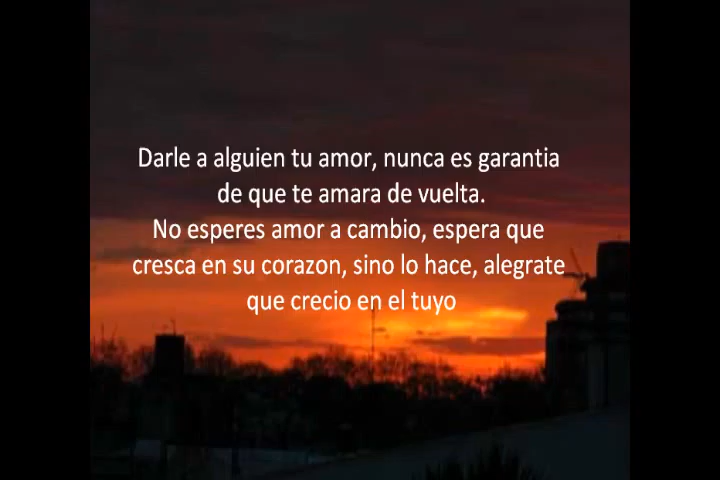 Darle a alguien tu amor, nunca es garantia
de que te amara de vuelta.
No esperes amor a cambio, espera que
cresca en su corazon, sino lo hace, alegrate
que crecio en el tuyo